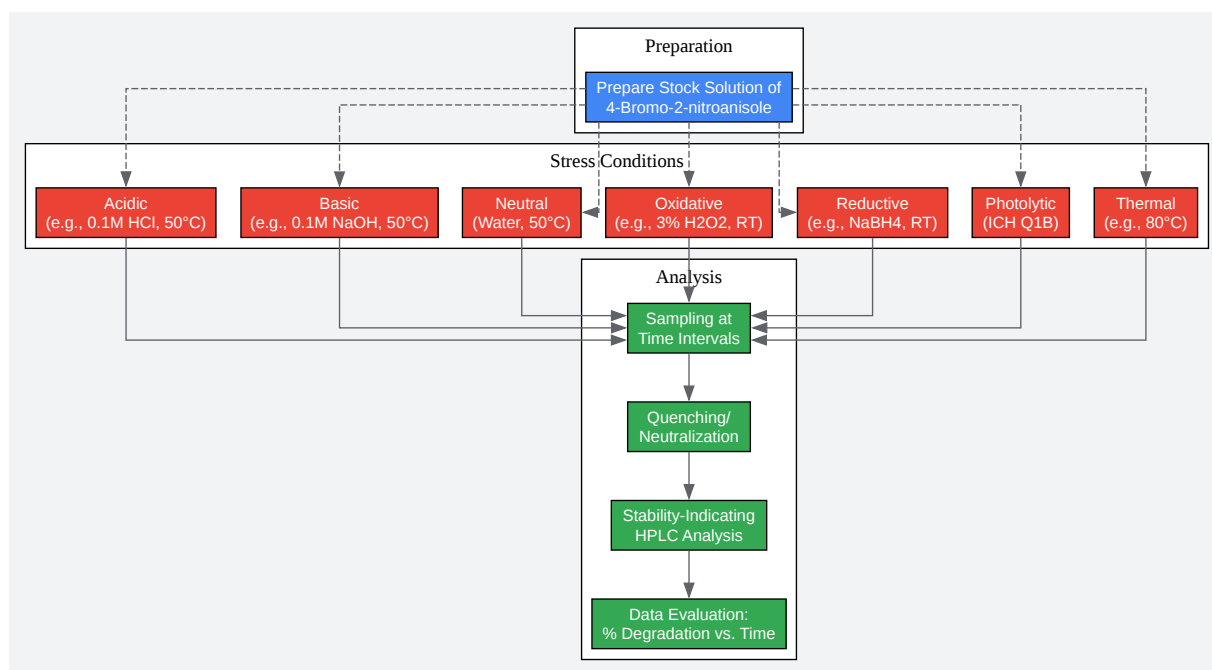 Preparation
Prepare Stock Solution of
4-Bromo-2-nitroanisole
Stress Conditions
Acidic
(e.g., 0.1M HCl, 50°C)
Basic
(e.g., 0.1M NaOH, 50°C)
Neutral
(Water, 50°C)
Oxidative
(e.g., 3% H2O2, RT)
Reductive
(e.g., NaBH4, RT)
Photolytic
(ICH Q1B)
Thermal
(e.g., 80°C)
Analysis
Sampling at
Time Intervals
Quenching/
Neutralization
Stability-Indicating
HPLC Analysis
Data Evaluation:
% Degradation vs. Time